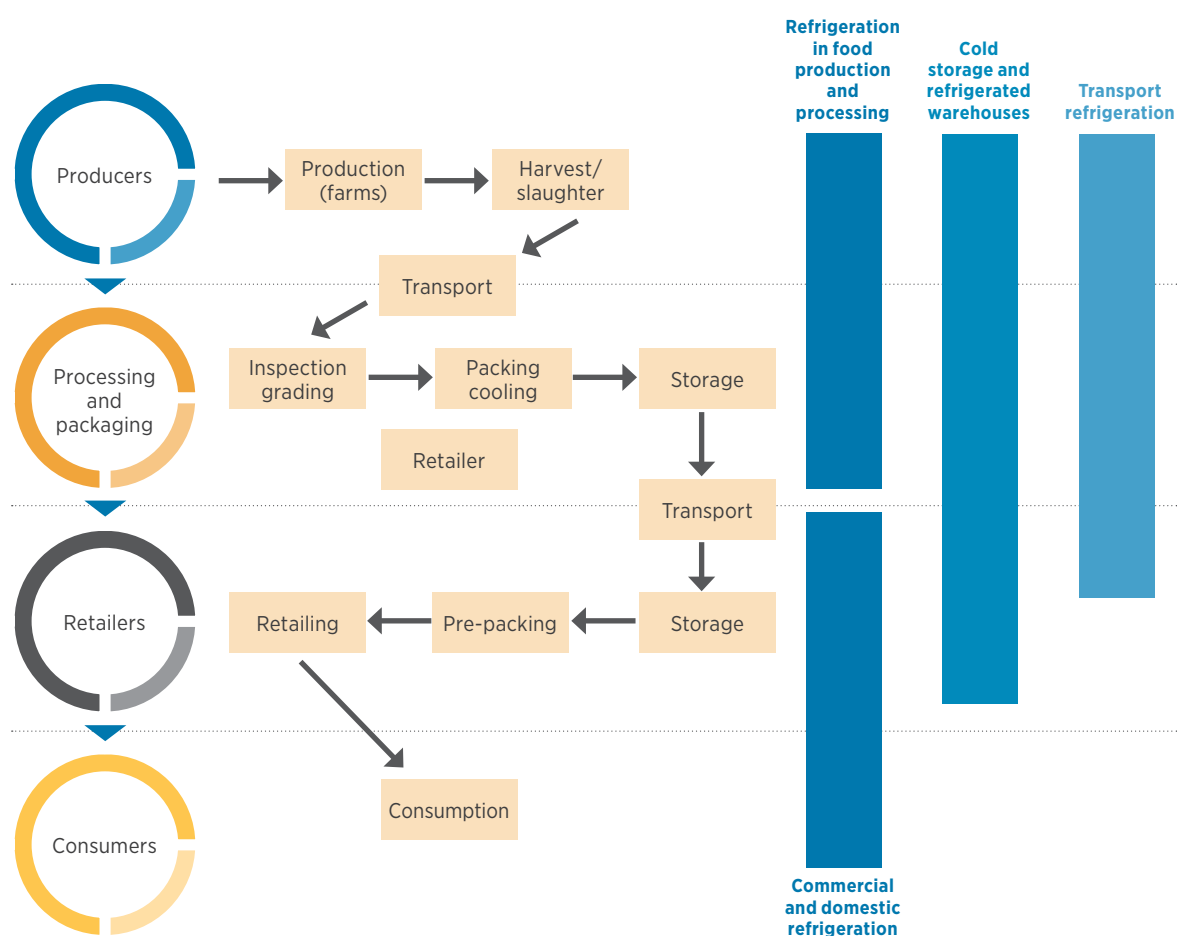 Refrigeration
in food
production
and
processing
Cold
storage and
refrigerated
warehouses
Transport
refrigeration
Producers
Production
(farms)
Harvest/
slaughter
Transport
Processing
and
packaging
Inspection
grading
Packing
cooling
Storage
Retailer
Transport
Retailers
Retailing
Pre-packing
Storage
Consumption
Consumers
Commercial
and domestic
refrigeration